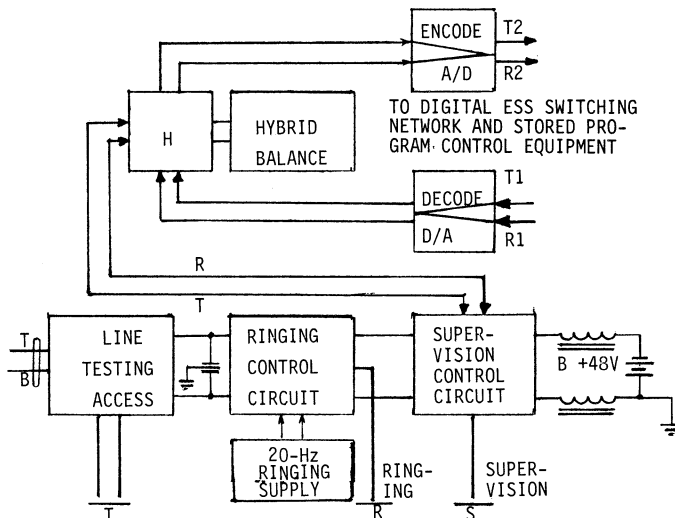 ENCODE
T2
A/D
R2
TO DIGITAL ESS SWITCHING
NETWORK AND STORED PRO-
GRAM CONTROL EQUIPMENT
H
HYBRID
BALANCE
DECODE
T1
D/A
R1
R
T
T
B
LINE
TESTING
ACCESS
RINGING
CONTROL
CIRCUIT
SUPER-
VISION
CONTROL
CIRCUIT
B +48V
20-Hz
RINGING
SUPPLY
RING-
ING
SUPER-
VISION
T
R
S